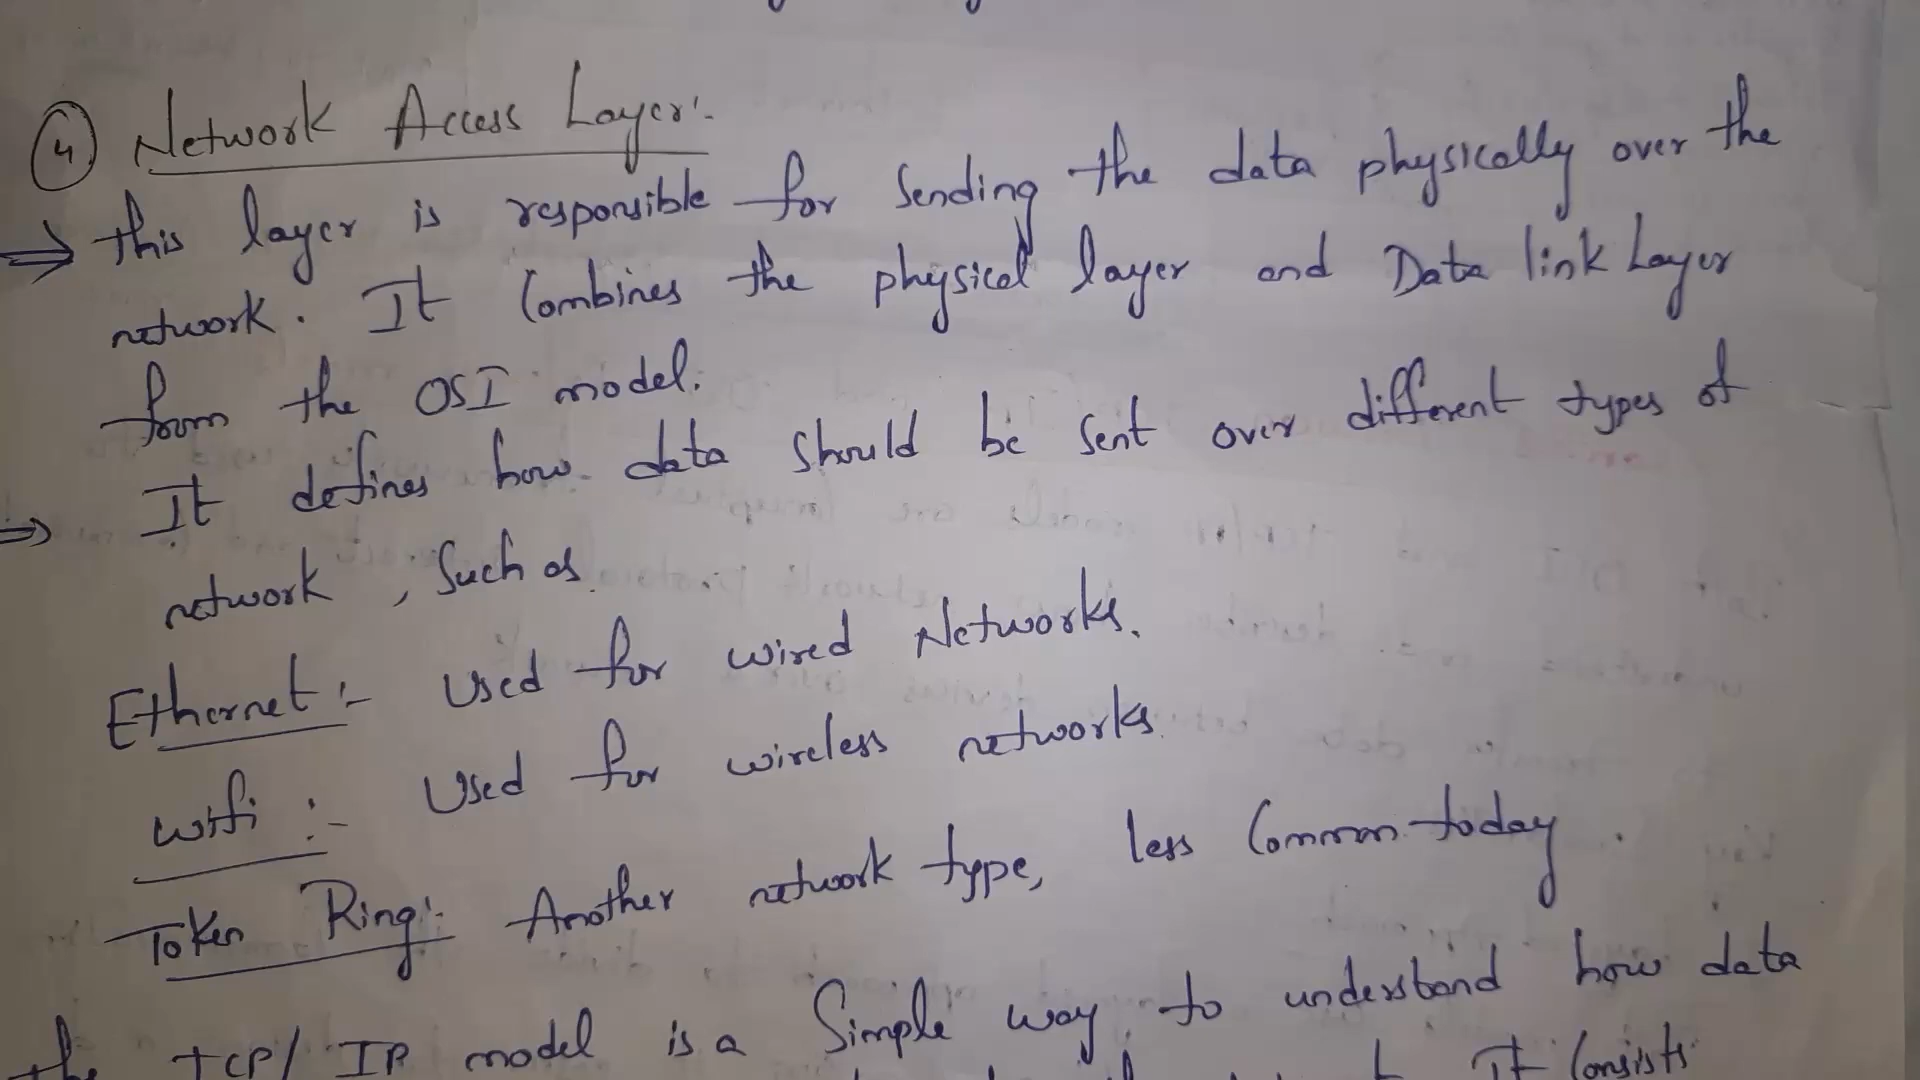 4 Network Access Layer:-
⇒ this layer is responsible for sending the data physically over the
network. It Combines the physical layer and Data link Layer
from the OSI model.
⇒ It defines how data should be sent over different types of
network, Such as
Ethernet :- Used for wired Networks.
wifi :- Used for wireless networks.
Token Ring:- Another network type, less Common today.
the TCP/IP model is a Simple way to understand how data
It Consists